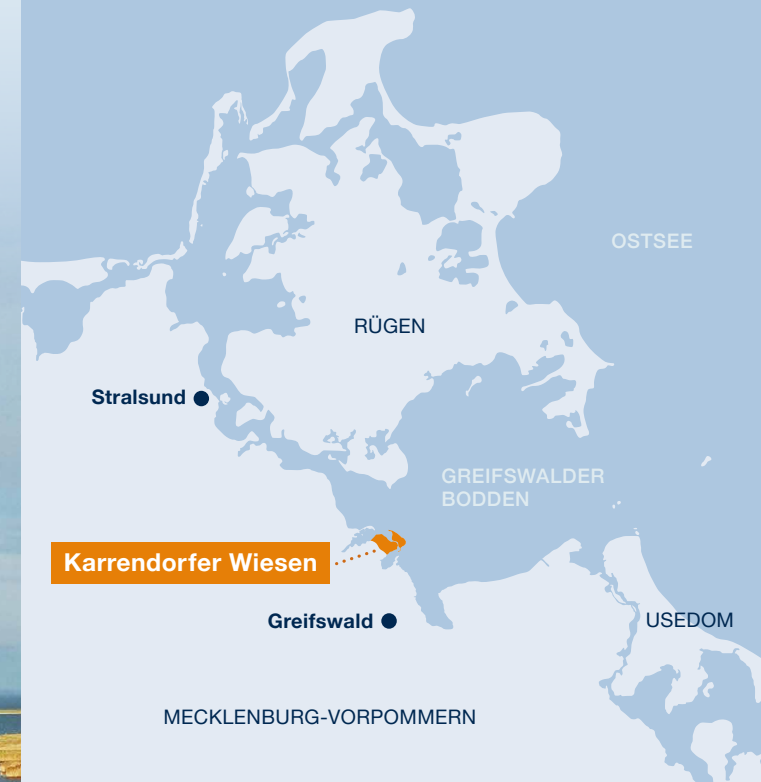 OSTSEE
RÜGEN
Stralsund
GREIFSWALDER
BODDEN
Karrendorfer Wiesen
Greifswald
USEDOM
MECKLENBURG-VORPOMMERN